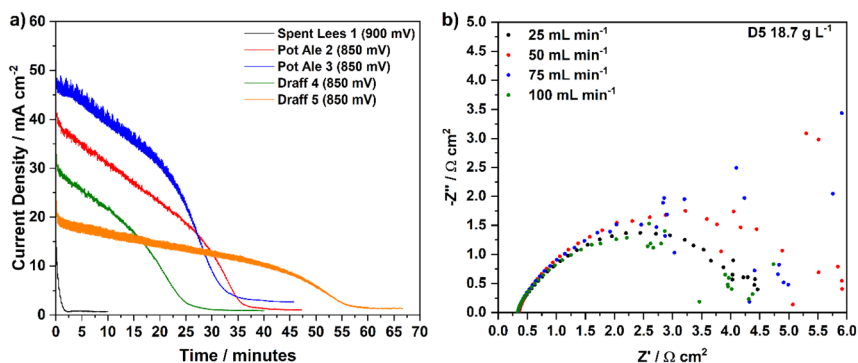 a)
Spent Lees 1 (900 mV)
Pot Ale 2 (850 mV)
Pot Ale 3 (850 mV)
Draff 4 (850 mV)
Draff 5 (850 mV)
Current Density / mA cm⁻²
60
50
40
30
20
10
0
0 5 10 15 20 25 30 35 40 45 50 55 60 65 70
Time / minutes
b)
25 mL min⁻¹
50 mL min⁻¹
75 mL min⁻¹
100 mL min⁻¹
D5 18.7 g L⁻¹
-Z'' / Ω cm²
-5.0
-4.5
-4.0
-3.5
-3.0
-2.5
-2.0
-1.5
-1.0
-0.5
0.0
0.0 0.5 1.0 1.5 2.0 2.5 3.0 3.5 4.0 4.5 5.0 5.5 6.0
Z' / Ω cm²